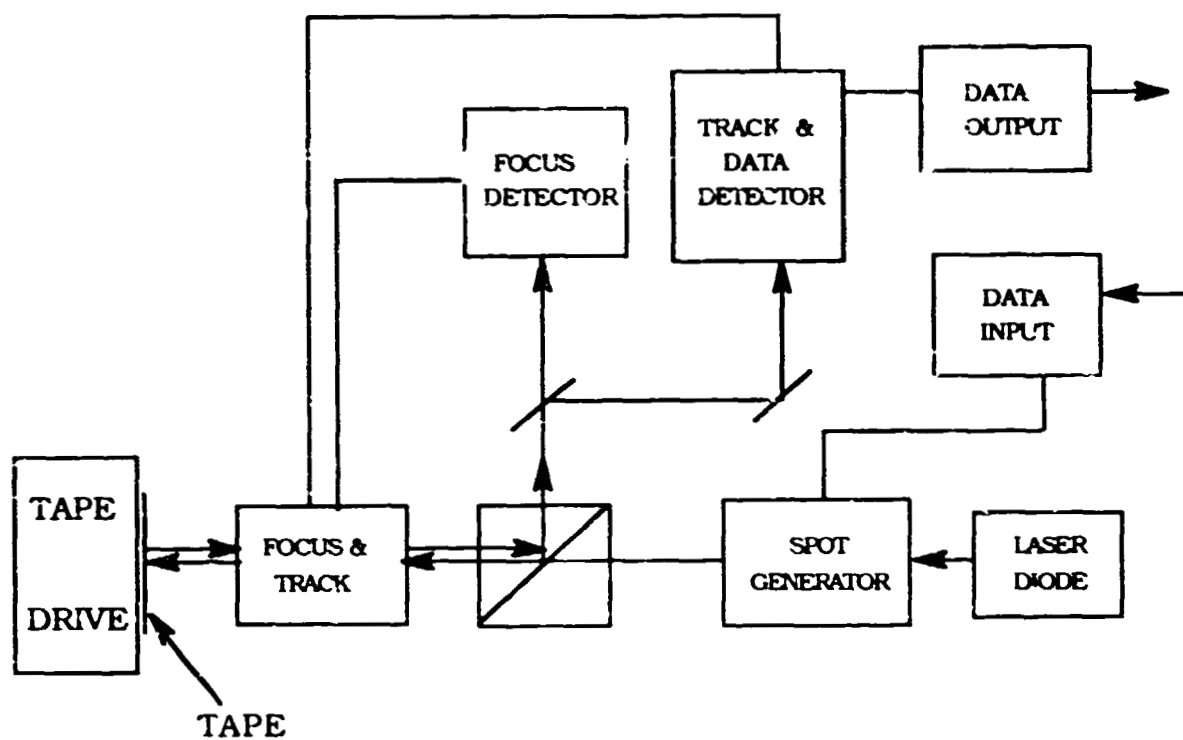 DATA
OUTPUT
TRACK &
DATA
DETECTOR
FOCUS
DETECTOR
DATA
INPUT
TAPE
DRIVE
FOCUS &
TRACK
SPOT
GENERATOR
LASER
DIODE
TAPE